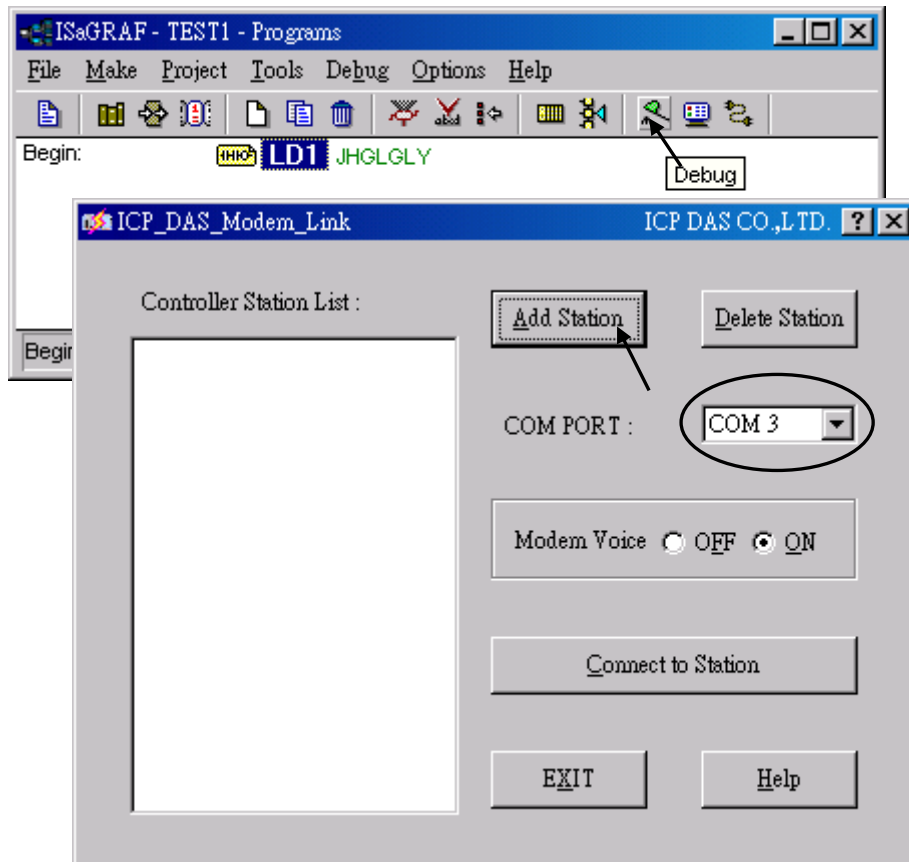 ISaGRAF - TEST1 - Programs
File Make Project Tools Debug Options Help
Begin: LD1 JHGLGLY
Debug
ICP_DAS_Modem_Link ICP DAS CO.,LTD.
Controller Station List :
Add Station Delete Station
Begin
COM PORT : COM 3
Modem Voice OFF ON
Connect to Station
EXIT Help